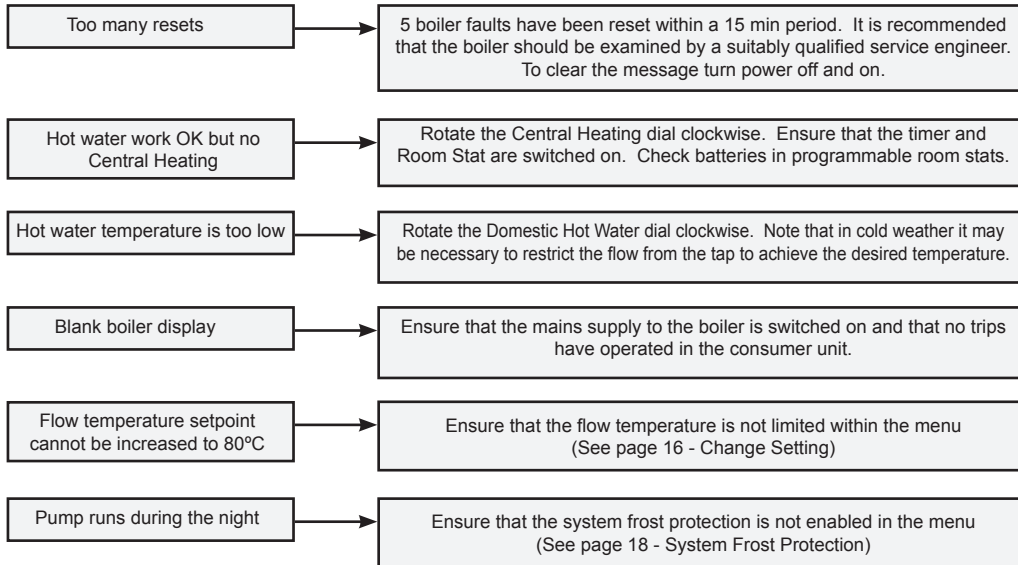 Too many resets
5 boiler faults have been reset within a 15 min period. It is recommended
that the boiler should be examined by a suitably qualified service engineer.
To clear the message turn power off and on.
Hot water work OK but no
Central Heating
Rotate the Central Heating dial clockwise. Ensure that the timer and
Room Stat are switched on. Check batteries in programmable room stats.
Hot water temperature is too low
Rotate the Domestic Hot Water dial clockwise. Note that in cold weather it may
be necessary to restrict the flow from the tap to achieve the desired temperature.
Blank boiler display
Ensure that the mains supply to the boiler is switched on and that no trips
have operated in the consumer unit.
Flow temperature setpoint
cannot be increased to 80ºC
Ensure that the flow temperature is not limited within the menu
(See page 16 - Change Setting)
Pump runs during the night
Ensure that the system frost protection is not enabled in the menu
(See page 18 - System Frost Protection)